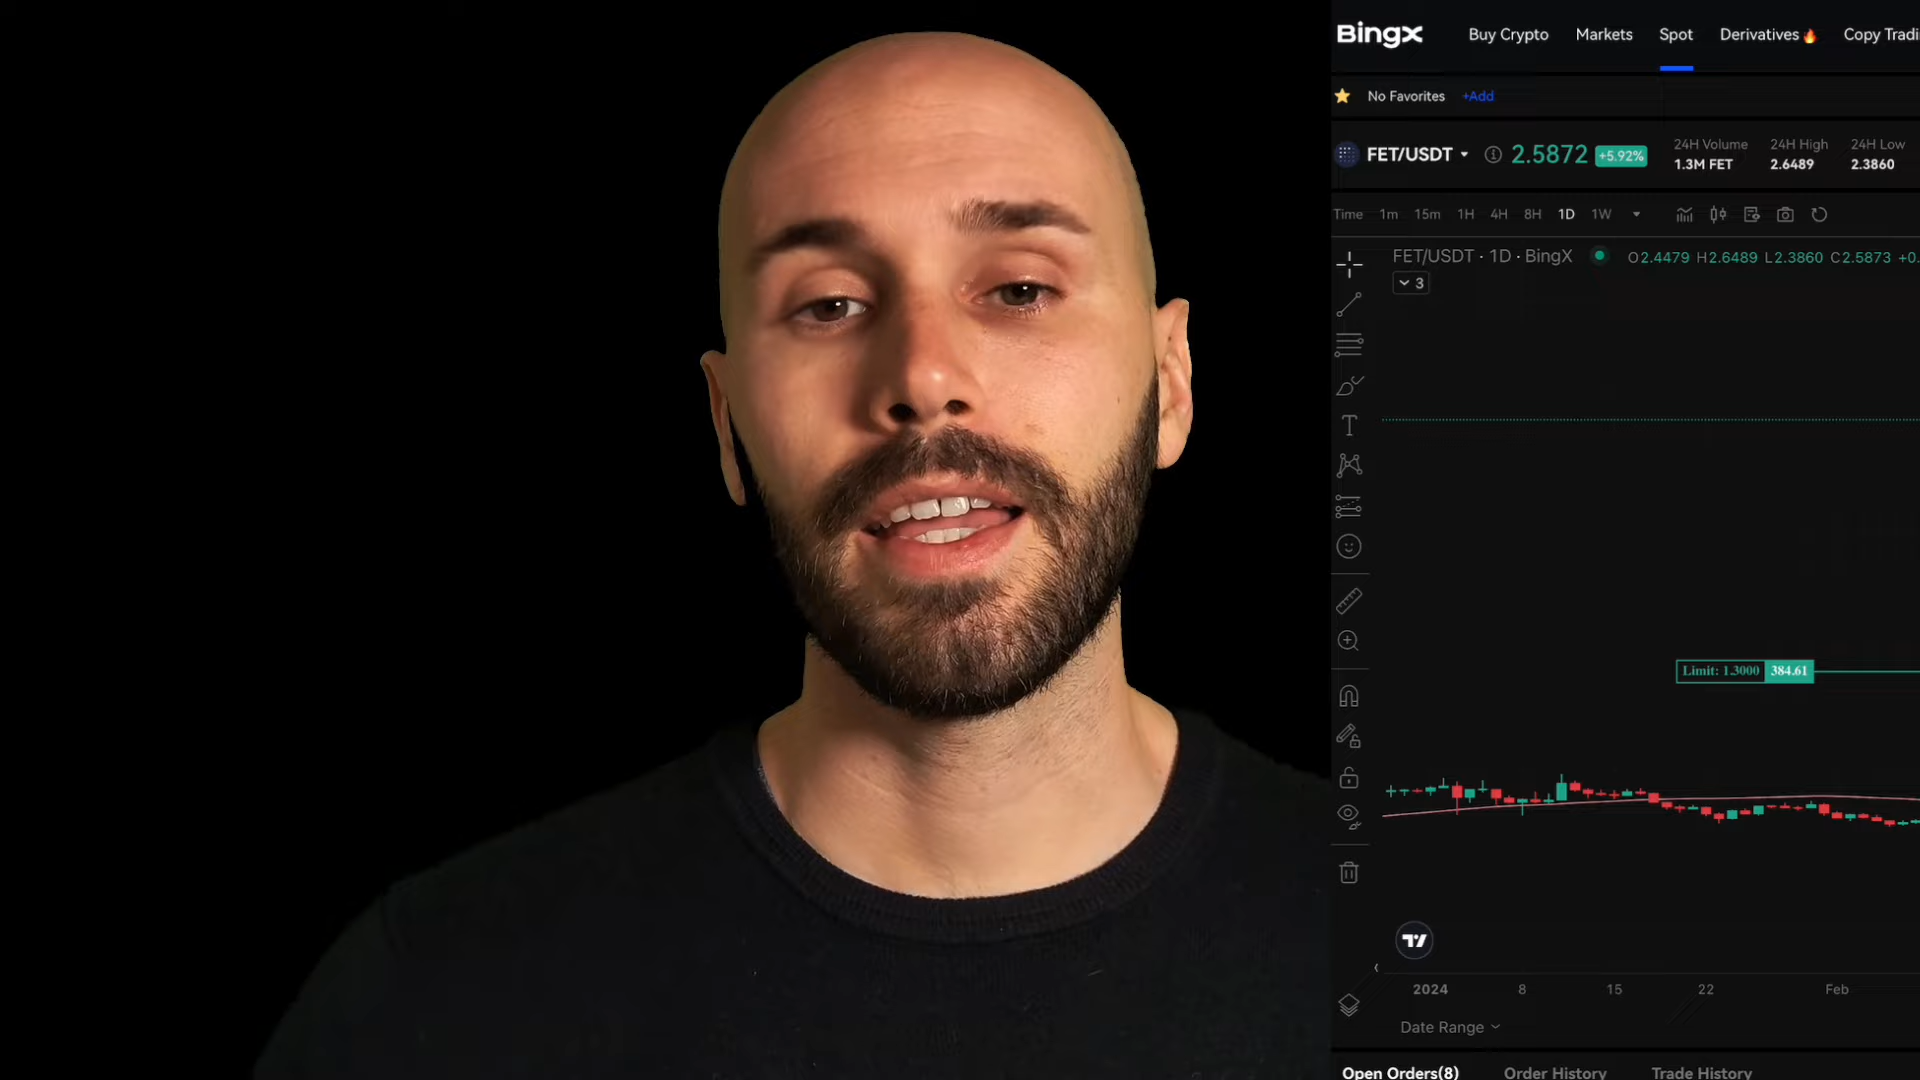 BingX Buy Crypto Markets Spot Derivatives🔥 Copy Tradi
No Favorites +Add
FET/USDT 2.5872 +5.92%
24H Volume 24H High 24H Low
1.3M FET 2.6489 2.3860
Time 1m 15m 1H 4H 8H 1D 1W
FET/USDT · 1D · BingX O2.4479 H2.6489 L2.3860 C2.5873 +0.
3
Limit: 1.3000 384.61
2024 8 15 22 Feb
Date Range
Open Orders(8) Order History Trade History